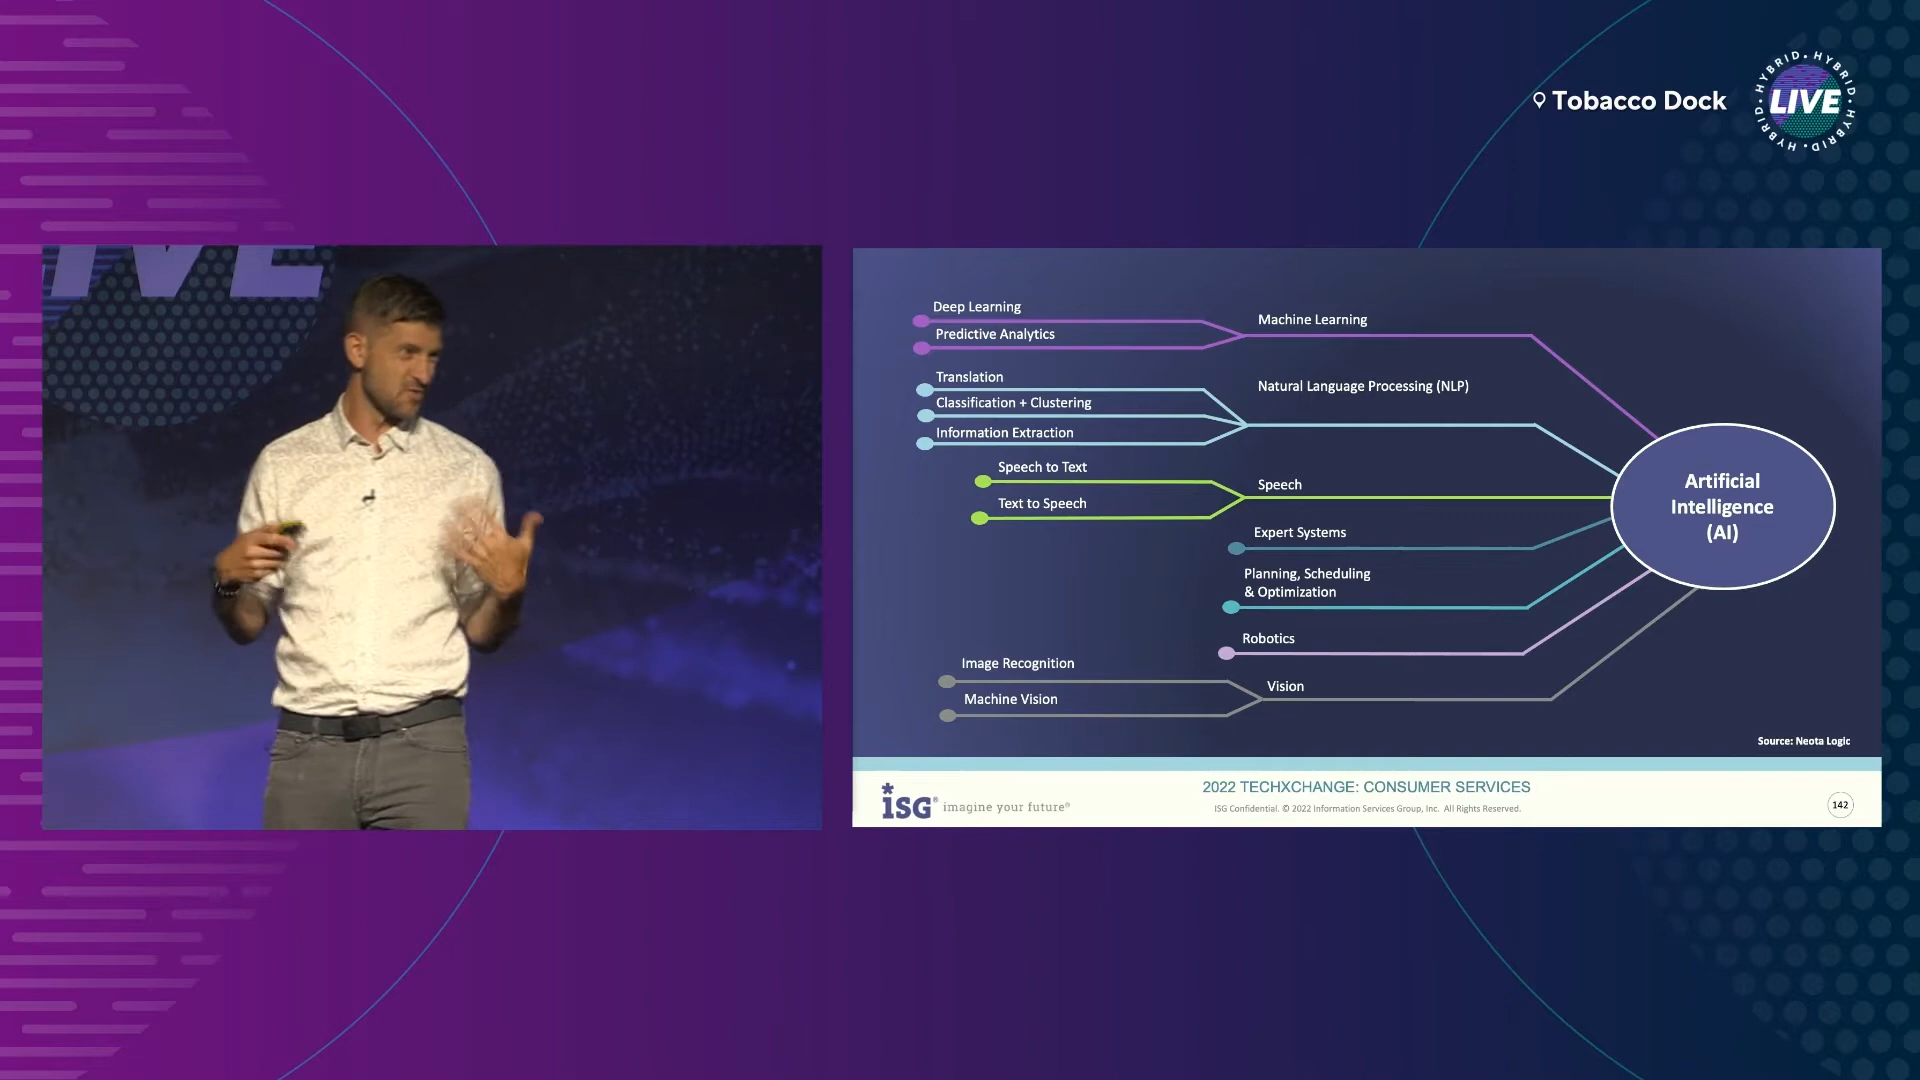 Tobacco Dock
HYBRID • HYBRID • HYBRID • HYBRID •
LIVE
IVE
Deep Learning
Predictive Analytics
Machine Learning
Translation
Classification + Clustering
Information Extraction
Natural Language Processing (NLP)
Speech to Text
Text to Speech
Speech
Expert Systems
Planning, Scheduling
& Optimization
Robotics
Image Recognition
Machine Vision
Vision
Artificial
Intelligence
(AI)
Source: Neota Logic
*ISG® imagine your future®
2022 TECHXCHANGE: CONSUMER SERVICES
ISG Confidential. © 2022 Information Services Group, Inc. All Rights Reserved.
142